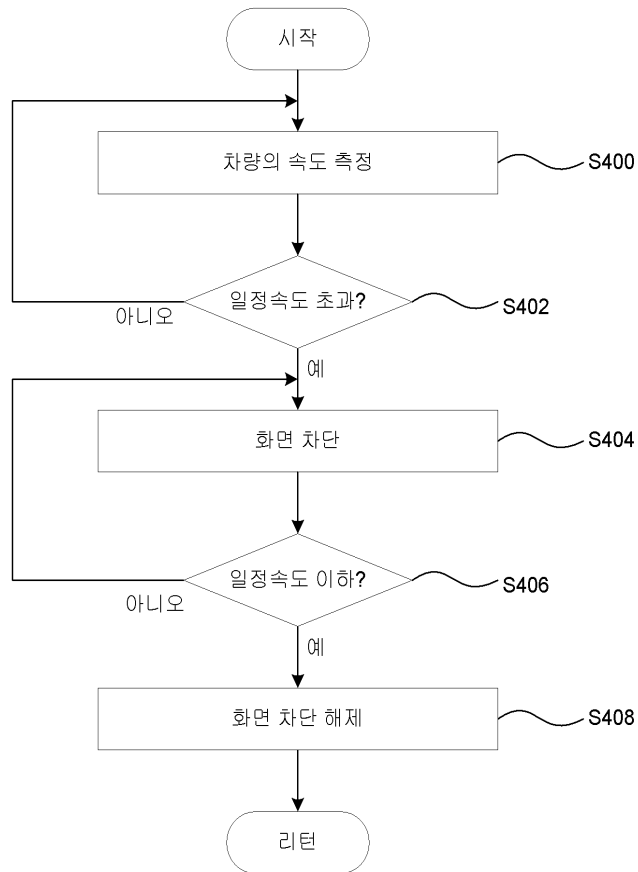 시작
차량의 속도 측정
S400
일정속도 초과?
S402
아니오
예
화면 차단
S404
일정속도 이하?
S406
아니오
예
화면 차단 해제
S408
리턴